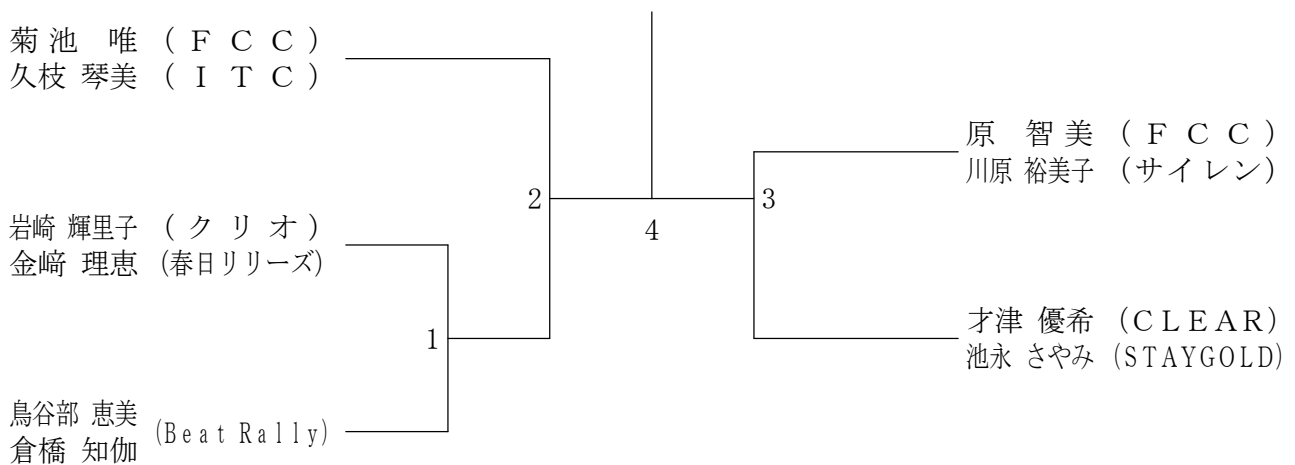 菊池 唯 (ＦＣＣ)
久枝 琴美 (ＩＴＣ)
岩崎 輝里子 (クリオ)
金﨑 理恵 (春日リリーズ)
鳥谷部 恵美
倉橋 知伽
(Beat Rally)
1
2
4
3
原 智美 (ＦＣＣ)
川原 裕美子 (サイレン)
才津 優希 (ＣＬＥＡＲ)
池永 さやみ (STAYGOLD)